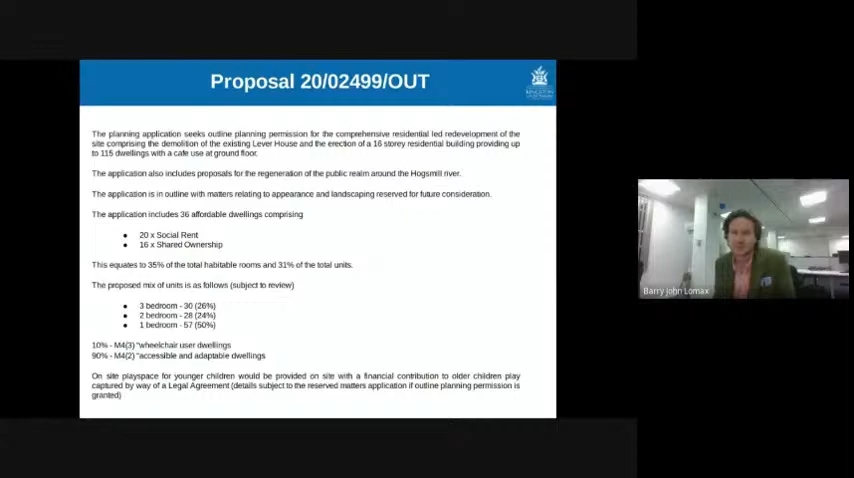 Proposal 20/02499/OUT
KINGSTON
The planning application seeks outline planning permission for the comprehensive residential led redevelopment of the
site comprising the demolition of the existing Lever House and the erection of a 16 storey residential building providing up
to 115 dwellings with a cafe use at ground floor.
The application also includes proposals for the regeneration of the public realm around the Hogsmill river.
The application is in outline with matters relating to appearance and landscaping reserved for future consideration.
The application includes 36 affordable dwellings comprising
● 20 x Social Rent
● 16 x Shared Ownership
This equates to 35% of the total habitable rooms and 31% of the total units.
The proposed mix of units is as follows (subject to review)
● 3 bedroom - 30 (26%)
● 2 bedroom - 28 (24%)
● 1 bedroom - 57 (50%)
10% - M4(3) "wheelchair user dwellings
90% - M4(2) "accessible and adaptable dwellings
On site playspace for younger children would be provided on site with a financial contribution to older children play
captured by way of a Legal Agreement (details subject to the reserved matters application if outline planning permission is
granted)
Barry John Lomax